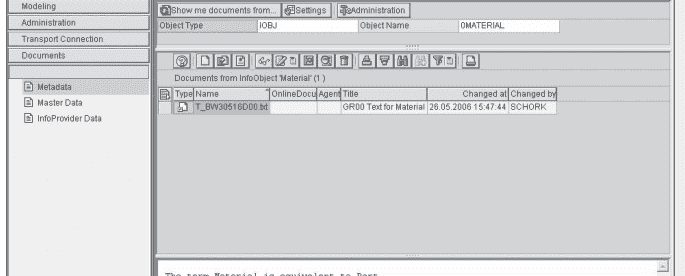 Modeling
Administration
Transport Connection
Documents
Metadata
Master Data
InfoProvider Data
Show me documents from... Settings Administration
Object Type IOBJ Object Name 0MATERIAL
Documents from InfoObject 'Material' (1 )
Type Name OnlineDocu Agent Title Changed at Changed by
T_BW30516D00.txt GR00 Text for Material 26.05.2006 15:47:44 SCHORK
The term Material is equivalent to Part